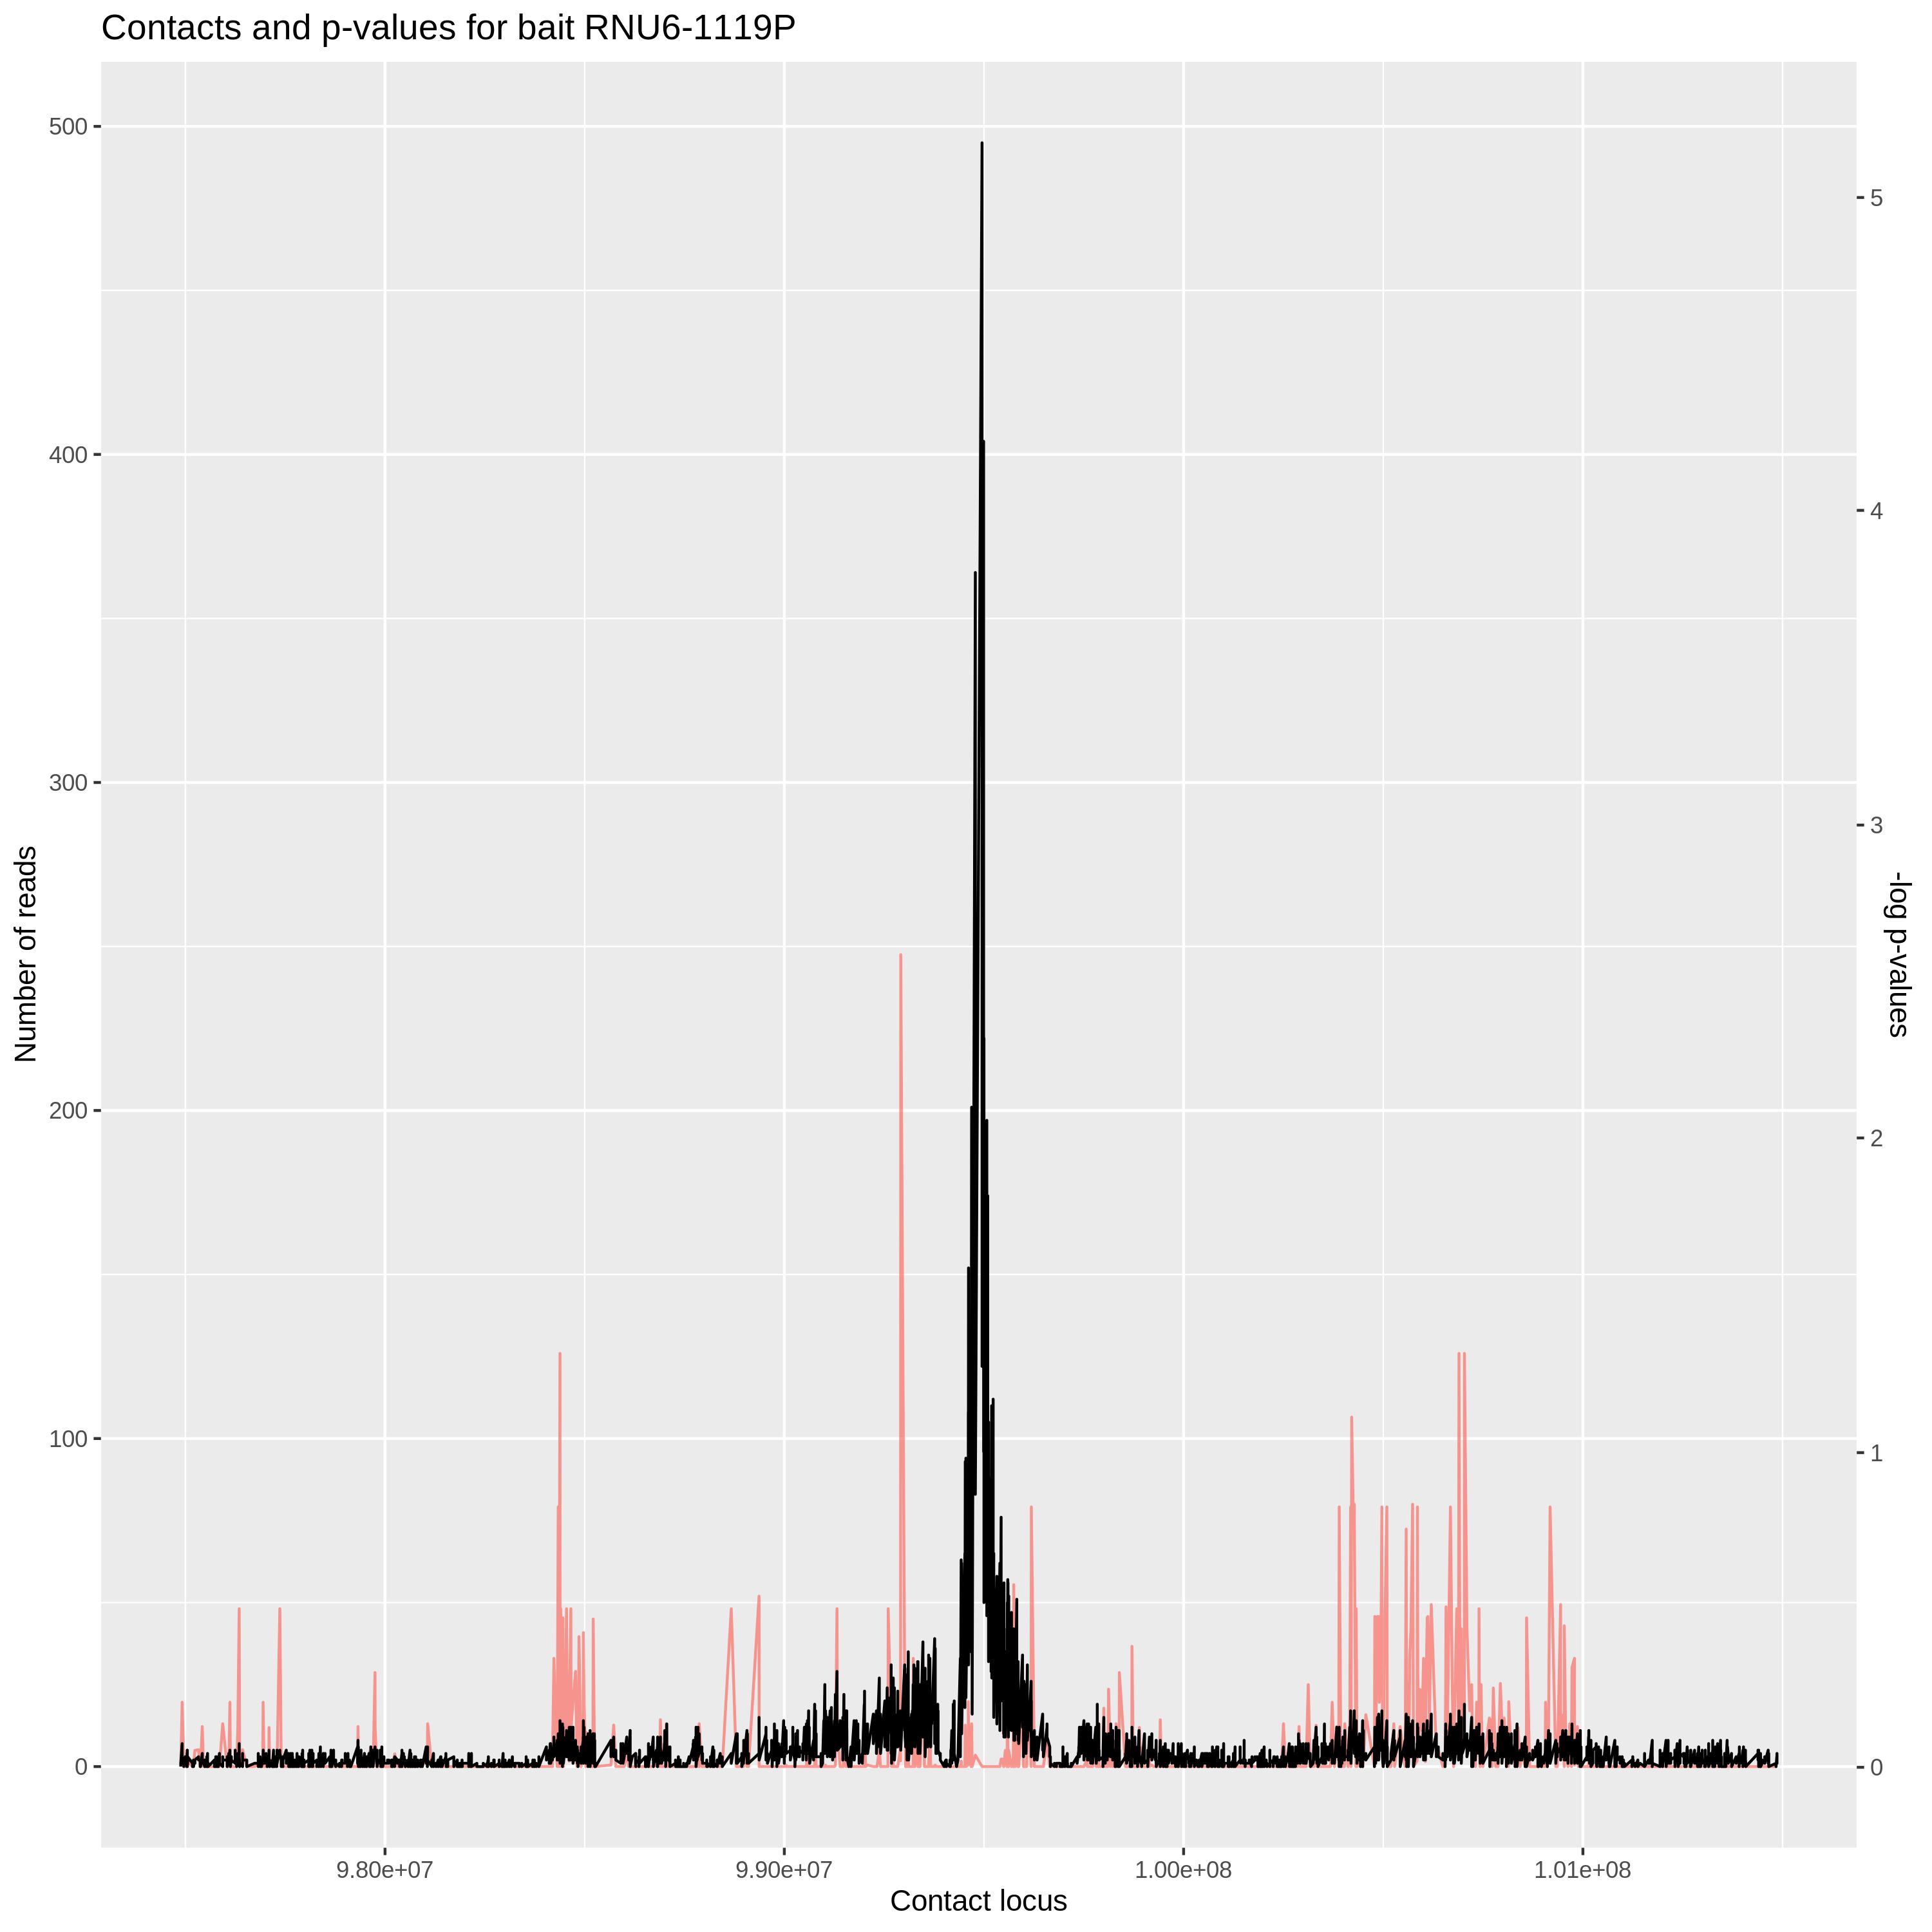 Contacts and p-values for bait RNU6-1119P
500
400
300
200
100
0
Number of reads
5
4
3
2
1
0
-log p-values
9.80e+07
9.90e+07
1.00e+08
1.01e+08
Contact locus